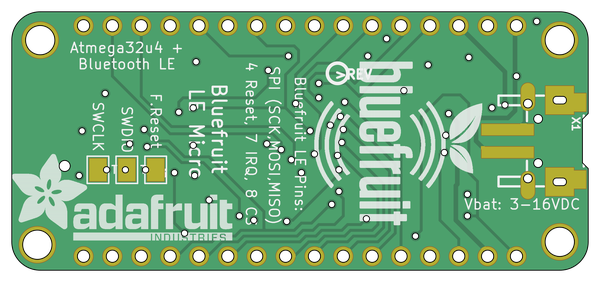 Atmega32u4 +
Bluetooth LE
>REV
bluefruit
SPI (SCK,MOSI,MISO)
Bluefruit LE Pins:
4 Reset, 7 IRQ, 8 CS
Bluefruit
LE Micro
F.Reset
SWDIO
SWCLK
X1
Vbat: 3-16VDC
adafruit
INDUSTRIES